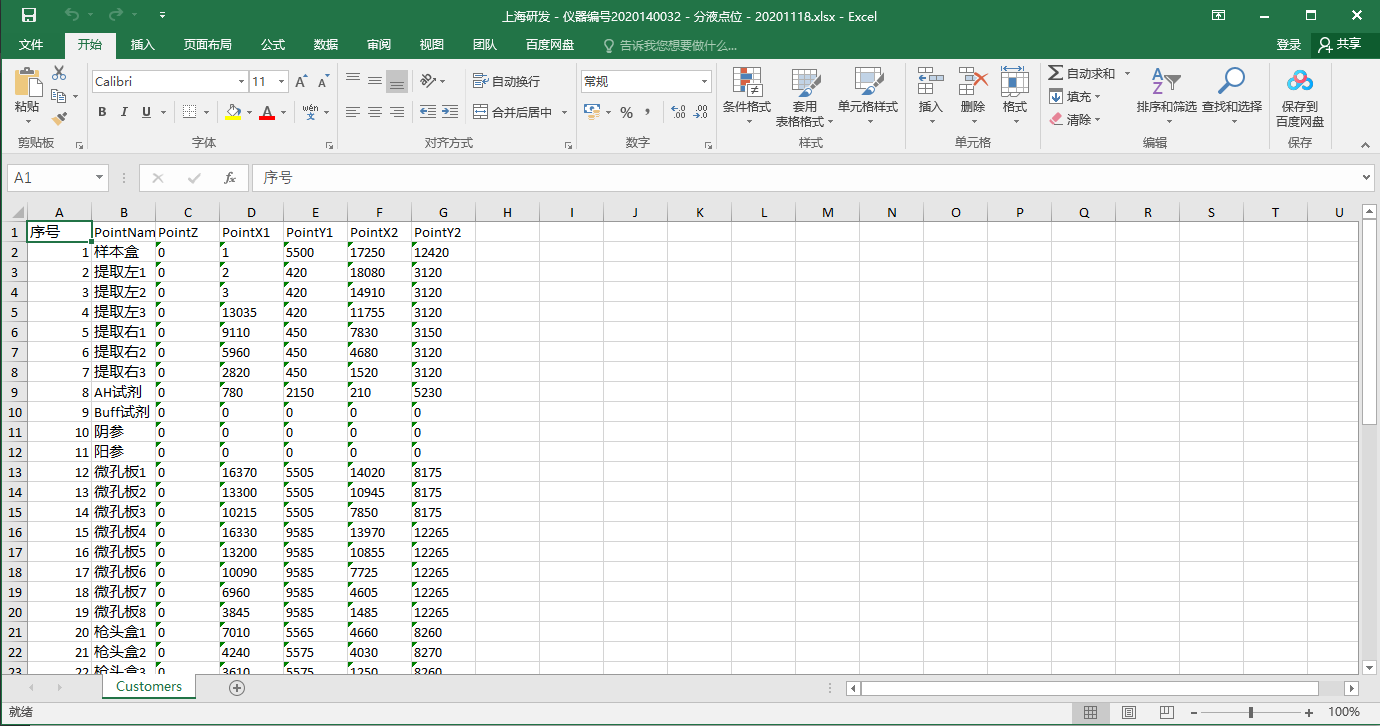 上海研发 - 仪器编号2020140032 - 分液点位 - 20201118.xlsx - Excel
文件 开始 插入 页面布局 公式 数据 审阅 视图 团队 百度网盘 告诉我您想要做什么... 登录 共享
粘贴 Calibri 11 A A 自动换行 常规 条件格式 套用 表格格式 单元格样式 插入 删除 格式 自动求和 填充 清除 排序和筛选 查找和选择 保存到 百度网盘
B I U A wén 文 合并后居中 %
剪贴板 字体 对齐方式 数字 样式 单元格 编辑 保存
A1 fx 序号
A B C D E F G H I J K L M N O P Q R S T U
1 序号 PointNam PointZ PointX1 PointY1 PointX2 PointY2
2 1 样本盒 0 1 5500 17250 12420
3 2 提取左1 0 2 420 18080 3120
4 3 提取左2 0 3 420 14910 3120
5 4 提取左3 0 13035 420 11755 3120
6 5 提取右1 0 9110 450 7830 3150
7 6 提取右2 0 5960 450 4680 3120
8 7 提取右3 0 2820 450 1520 3120
9 8 AH试剂 0 780 2150 210 5230
10 9 Buff试剂 0 0 0 0 0
11 10 阴参 0 0 0 0 0
12 11 阳参 0 0 0 0 0
13 12 微孔板1 0 16370 5505 14020 8175
14 13 微孔板2 0 13300 5505 10945 8175
15 14 微孔板3 0 10215 5505 7850 8175
16 15 微孔板4 0 16330 9585 13970 12265
17 16 微孔板5 0 13200 9585 10855 12265
18 17 微孔板6 0 10090 9585 7725 12265
19 18 微孔板7 0 6960 9585 4605 12265
20 19 微孔板8 0 3845 9585 1485 12265
21 20 枪头盒1 0 7010 5565 4660 8260
22 21 枪头盒2 0 4240 5575 4030 8270
23 22 枪头盒3 0 3610 5575 1250 8260
Customers
就绪 100%